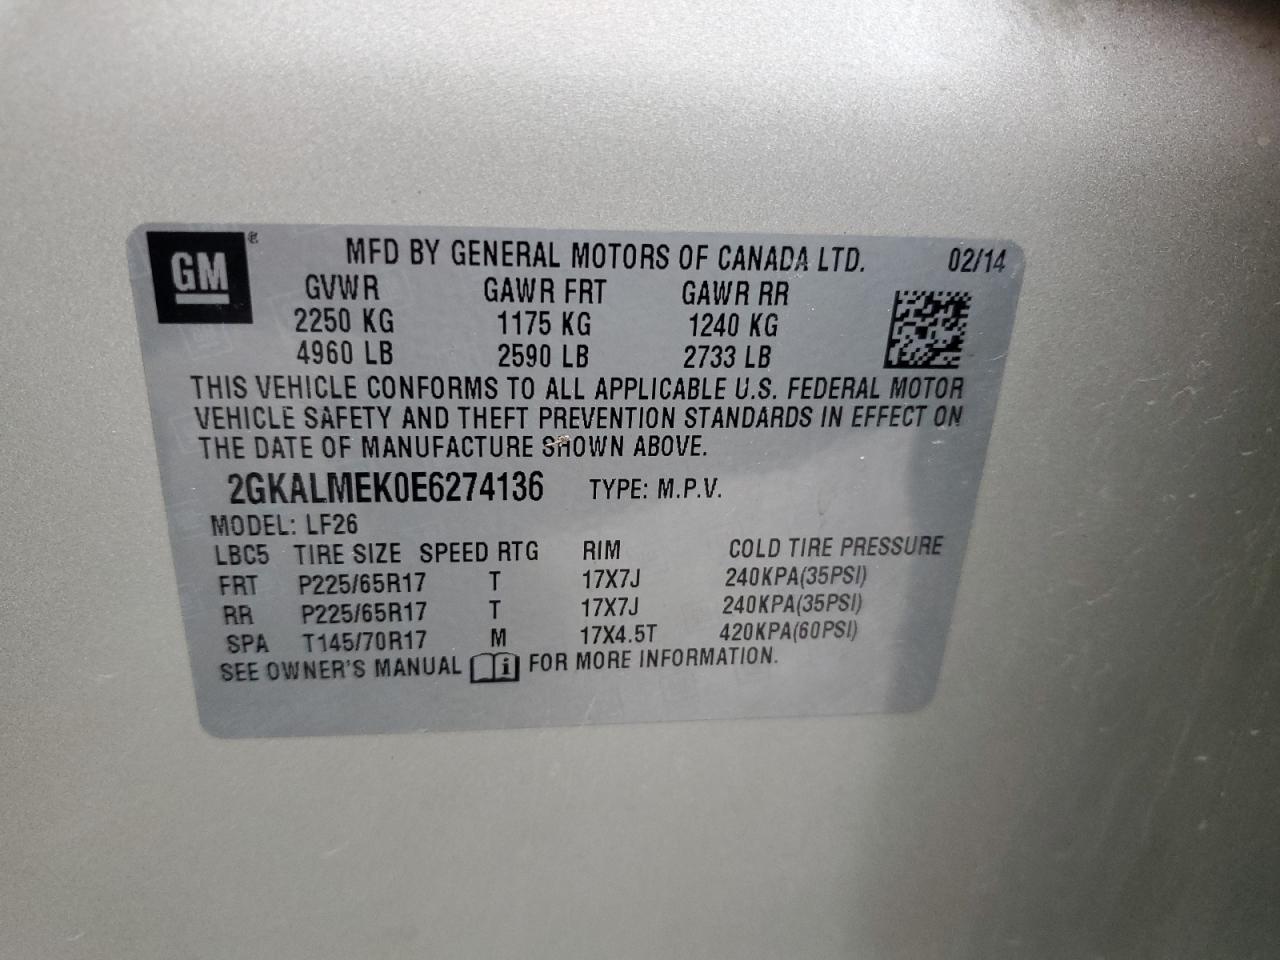 GM®
MFD BY GENERAL MOTORS OF CANADA LTD. 02/14
GVWR GAWR FRT GAWR RR
2250 KG 1175 KG 1240 KG
4960 LB 2590 LB 2733 LB
THIS VEHICLE CONFORMS TO ALL APPLICABLE U.S. FEDERAL MOTOR
VEHICLE SAFETY AND THEFT PREVENTION STANDARDS IN EFFECT ON
THE DATE OF MANUFACTURE SHOWN ABOVE.
2GKALMEK0E6274136 TYPE: M.P.V.
MODEL: LF26
LBC5 TIRE SIZE SPEED RTG RIM COLD TIRE PRESSURE
FRT P225/65R17 T 17X7J 240KPA(35PSI)
RR P225/65R17 T 17X7J 240KPA(35PSI)
SPA T145/70R17 M 17X4.5T 420KPA(60PSI)
SEE OWNER'S MANUAL i FOR MORE INFORMATION.